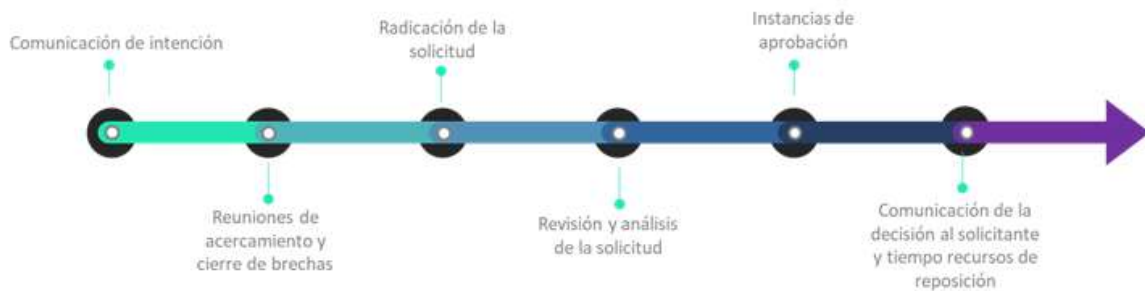 Comunicación de intención
Reuniones de
acercamiento y
cierre de brechas
Radicación de la
solicitud
Revisión y análisis
de la solicitud
Instancias de
aprobación
Comunicación de la
decisión al solicitante
y tiempo recursos de
reposición